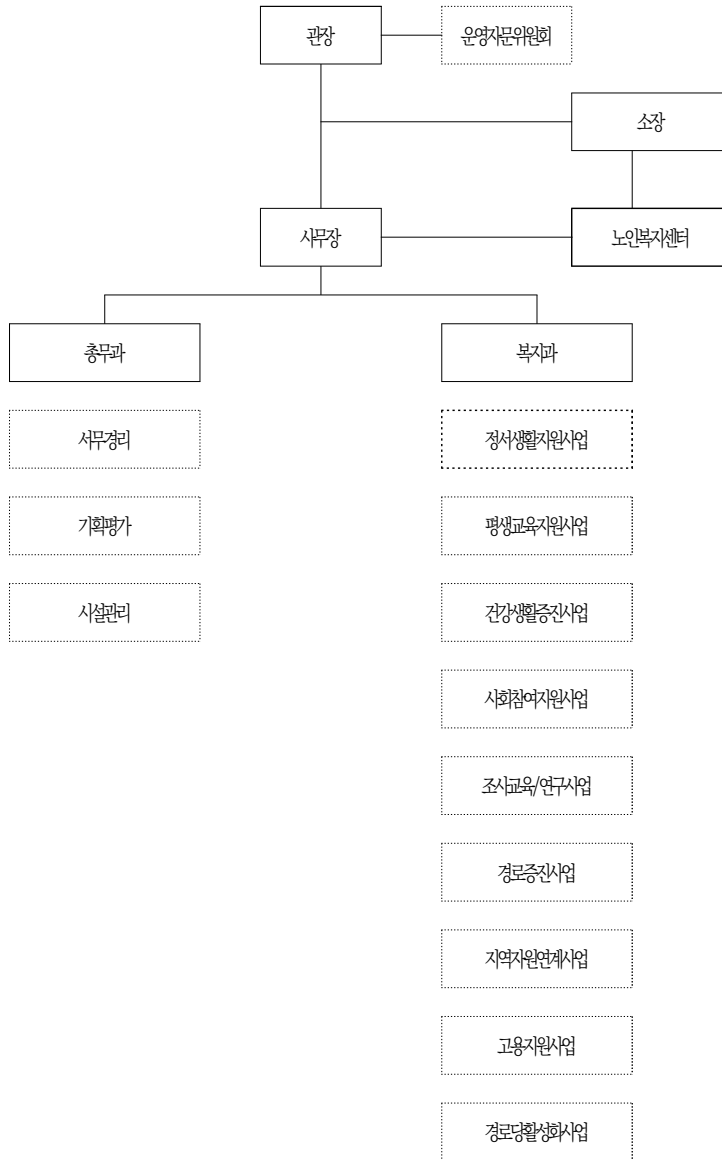 관장
운영자문위원회
소장
사무장
노인복지센터
총무과
복지과
서무경리
정서생활지원사업
기획평가
평생교육지원사업
시설관리
건강생활증진사업
사회참여지원사업
조사교육/연구사업
경로증진사업
지역자원연계사업
고용지원사업
경로당활성화사업